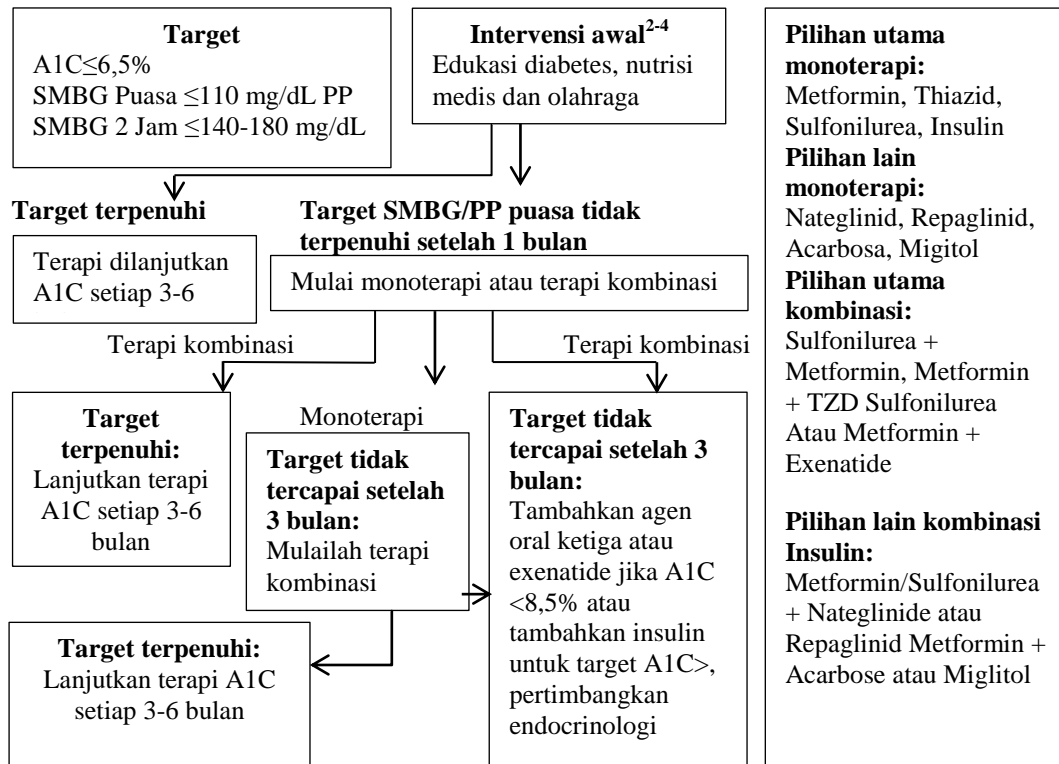 Target
A1C≤6,5%
SMBG Puasa ≤110 mg/dL PP
SMBG 2 Jam ≤140-180 mg/dL
Intervensi awal2-4
Edukasi diabetes, nutrisi
medis dan olahraga
Target terpenuhi
Terapi dilanjutkan
A1C setiap 3-6
Target SMBG/PP puasa tidak
terpenuhi setelah 1 bulan
Mulai monoterapi atau terapi kombinasi
Terapi kombinasi
Terapi kombinasi
Target
terpenuhi:
Lanjutkan terapi
A1C setiap 3-6
bulan
Monoterapi
Target tidak
tercapai setelah
3 bulan:
Mulailah terapi
kombinasi
Target tidak
tercapai setelah 3
bulan:
Tambahkan agen
oral ketiga atau
exenatide jika A1C
<8,5% atau
tambahkan insulin
untuk target A1C>,
pertimbangkan
endocrinologi
Target terpenuhi:
Lanjutkan terapi A1C
setiap 3-6 bulan
Pilihan utama
monoterapi:
Metformin, Thiazid,
Sulfonilurea, Insulin
Pilihan lain
monoterapi:
Nateglinid, Repaglinid,
Acarbosa, Migitol
Pilihan utama
kombinasi:
Sulfonilurea +
Metformin, Metformin
+ TZD Sulfonilurea
Atau Metformin +
Exenatide
Pilihan lain kombinasi
Insulin:
Metformin/Sulfonilurea
+ Nateglinide atau
Repaglinid Metformin +
Acarbose atau Miglitol